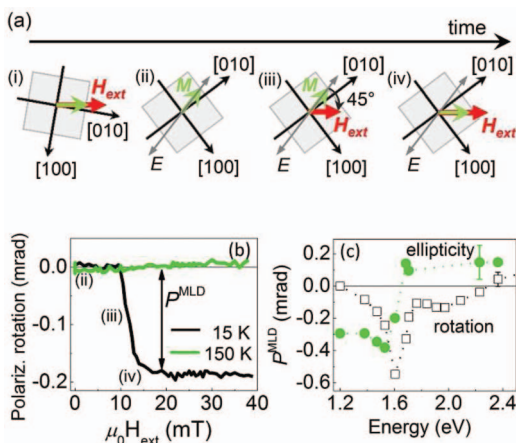 (a)
time
(i)
H_ext
[010]
[100]
(ii)
M
[010]
E
[100]
(iii)
M
[010]
45°
H_ext
E
[100]
(iv)
[010]
H_ext
E
[100]
Polariz. rotation (mrad)
0.0
-0.1
-0.2
(b)
(ii)
(iii)
(iv)
P^MLD
15 K
150 K
0 10 20 30 40
μ₀H_ext (mT)
P^MLD (mrad)
0.2
0.0
-0.2
-0.4
-0.6
(c)
ellipticity
rotation
1.2 1.6 2.0 2.4
Energy (eV)